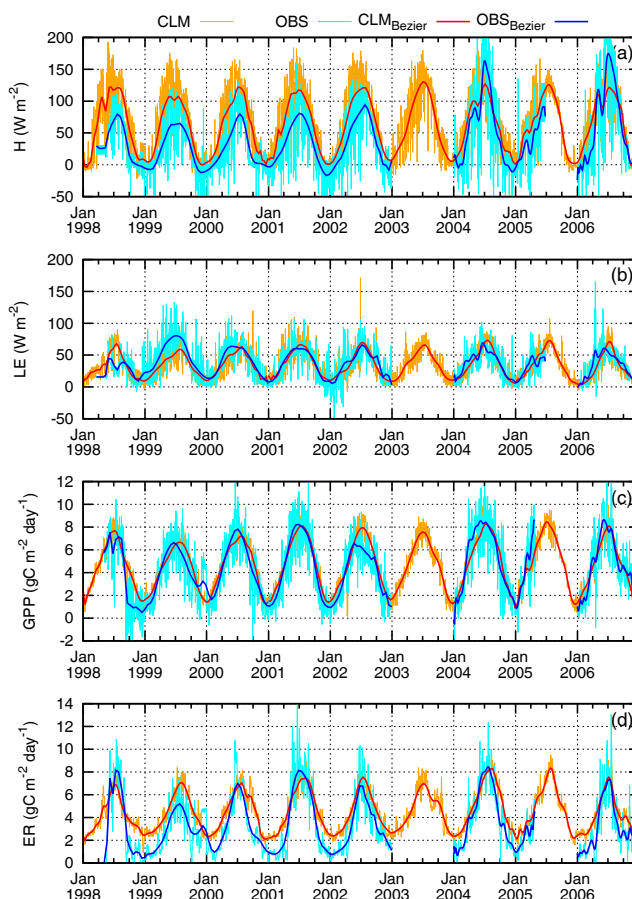 CLM OBS CLM_Bezier OBS_Bezier
(a)
H (W m⁻²)
200
150
100
50
0
-50
Jan 1998 Jan 1999 Jan 2000 Jan 2001 Jan 2002 Jan 2003 Jan 2004 Jan 2005 Jan 2006
(b)
LE (W m⁻²)
200
150
100
50
0
-50
Jan 1998 Jan 1999 Jan 2000 Jan 2001 Jan 2002 Jan 2003 Jan 2004 Jan 2005 Jan 2006
(c)
GPP (gC m⁻² day⁻¹)
12
10
8
6
4
2
0
-2
Jan 1998 Jan 1999 Jan 2000 Jan 2001 Jan 2002 Jan 2003 Jan 2004 Jan 2005 Jan 2006
(d)
ER (gC m⁻² day⁻¹)
14
12
10
8
6
4
2
0
Jan 1998 Jan 1999 Jan 2000 Jan 2001 Jan 2002 Jan 2003 Jan 2004 Jan 2005 Jan 2006